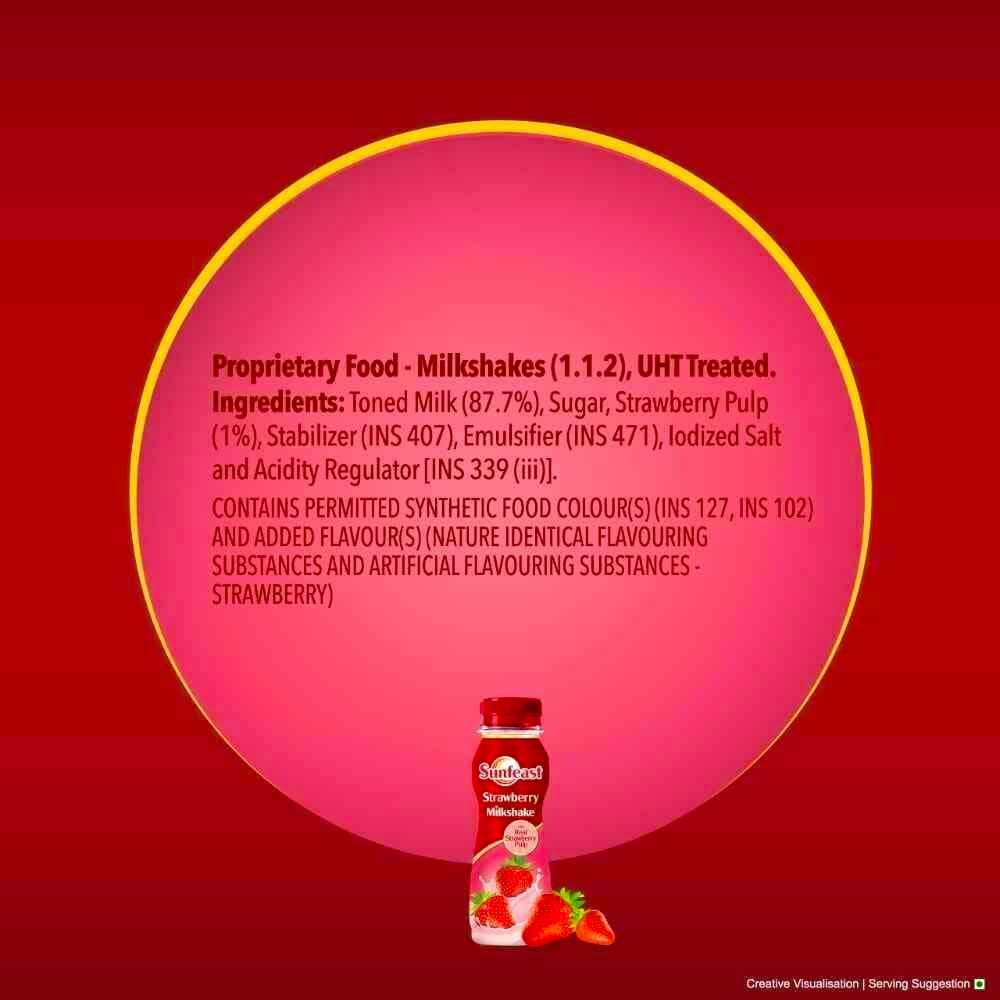 Proprietary Food - Milkshakes (1.1.2), UHT Treated.
Ingredients: Toned Milk (87.7%), Sugar, Strawberry Pulp
(1%), Stabilizer (INS 407), Emulsifier (INS 471), Iodized Salt
and Acidity Regulator [INS 339 (iii)].
CONTAINS PERMITTED SYNTHETIC FOOD COLOUR(S) (INS 127, INS 102)
AND ADDED FLAVOUR(S) (NATURE IDENTICAL FLAVOURING
SUBSTANCES AND ARTIFICIAL FLAVOURING SUBSTANCES -
STRAWBERRY)
Sunfeast
Strawberry
Milkshake
Real
Strawberry
Pulp
Creative Visualisation | Serving Suggestion